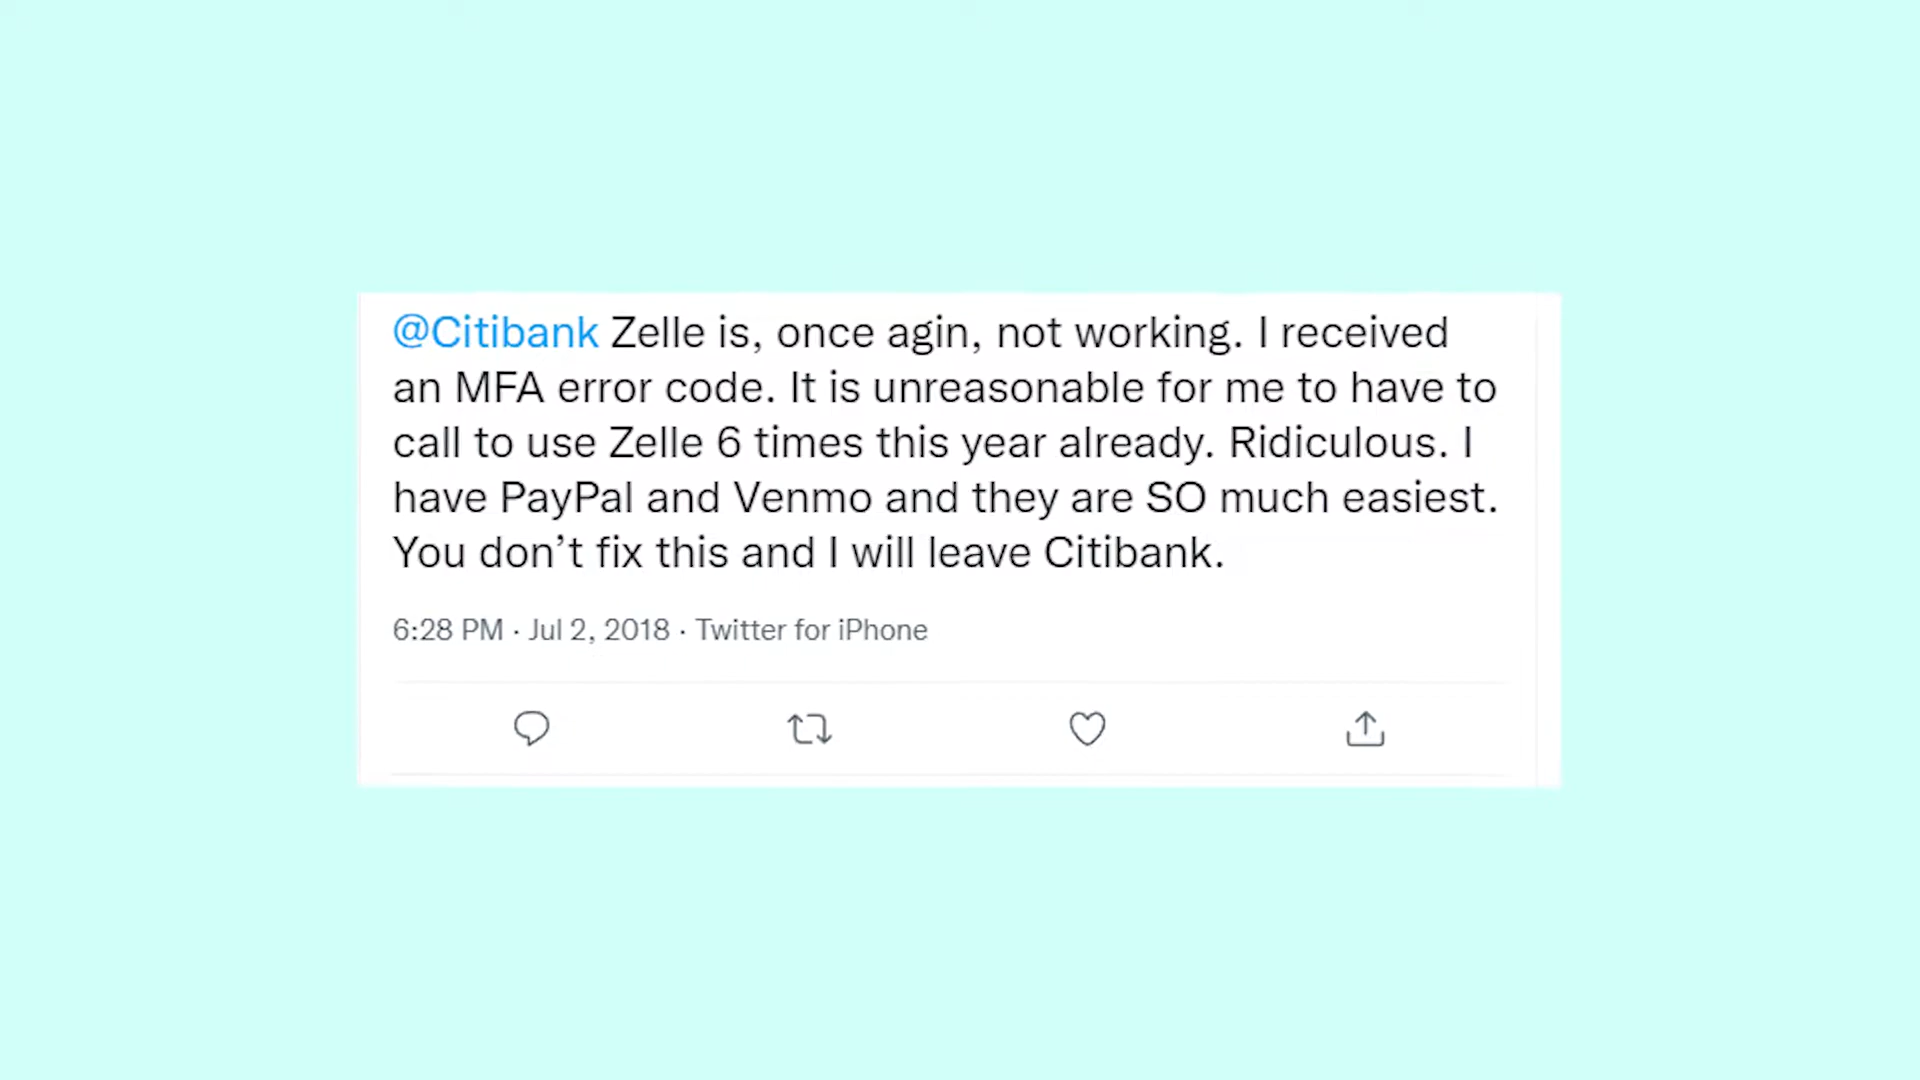 @Citibank Zelle is, once agin, not working. I received
an MFA error code. It is unreasonable for me to have to
call to use Zelle 6 times this year already. Ridiculous. I
have PayPal and Venmo and they are SO much easiest.
You don’t fix this and I will leave Citibank.
6:28 PM · Jul 2, 2018 · Twitter for iPhone